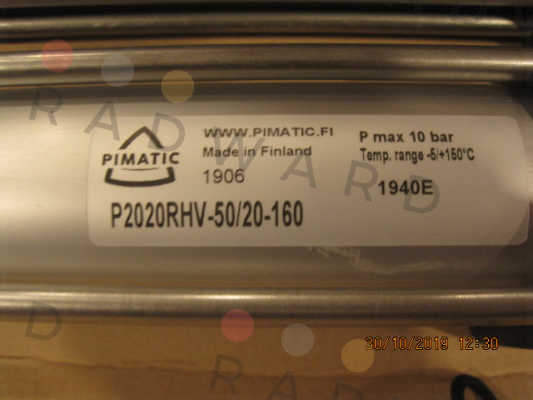 PIMATIC
WWW.PIMATIC.FI
Made in Finland
1906
P max 10 bar
Temp. range -5/+150°C
1940E
P2020RHV-50/20-160
RADWARD
RADWARD
30/10/2019 12:30